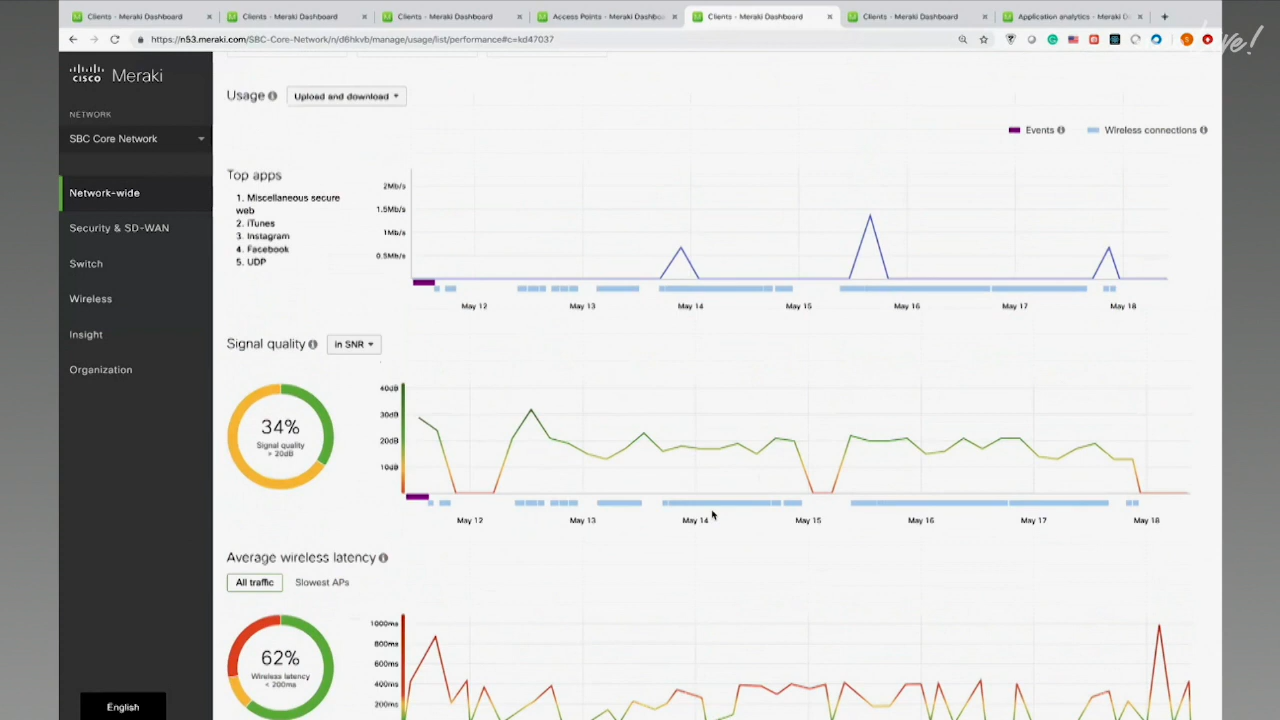 Clients - Meraki Dashboard
Clients - Meraki Dashboard
Clients - Meraki Dashboard
Access Points - Meraki Dashboa
Clients - Meraki Dashboard
Clients - Meraki Dashboard
Application analytics - Meraki D
https://n53.meraki.com/SBC-Core-Network/n/d6hkvb/manage/usage/list/performance#c=kd47037
cisco Meraki
NETWORK
SBC Core Network
Network-wide
Security & SD-WAN
Switch
Wireless
Insight
Organization
English
Usage
Upload and download
Events
Wireless connections
Top apps
1. Miscellaneous secure
web
2. iTunes
3. Instagram
4. Facebook
5. UDP
2Mb/s
1.5Mb/s
1Mb/s
0.5Mb/s
May 12 May 13 May 14 May 15 May 16 May 17 May 18
Signal quality
in SNR
34%
Signal quality
> 20dB
40dB
30dB
20dB
10dB
May 12 May 13 May 14 May 15 May 16 May 17 May 18
Average wireless latency
All traffic Slowest APs
62%
Wireless latency
< 200ms
1000ms
800ms
600ms
400ms
200ms